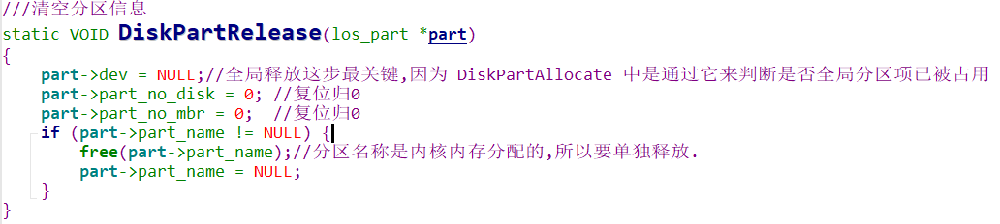 ///清空分区信息
static VOID DiskPartRelease(los_part *part)
{
    part->dev = NULL;//全局释放这步最关键,因为 DiskPartAllocate 中是通过它来判断是否全局分区项已被占用
    part->part_no_disk = 0; //复位归0
    part->part_no_mbr = 0;  //复位归0
    if (part->part_name != NULL) {
        free(part->part_name);//分区名称是内核内存分配的,所以要单独释放.
        part->part_name = NULL;
    }
}